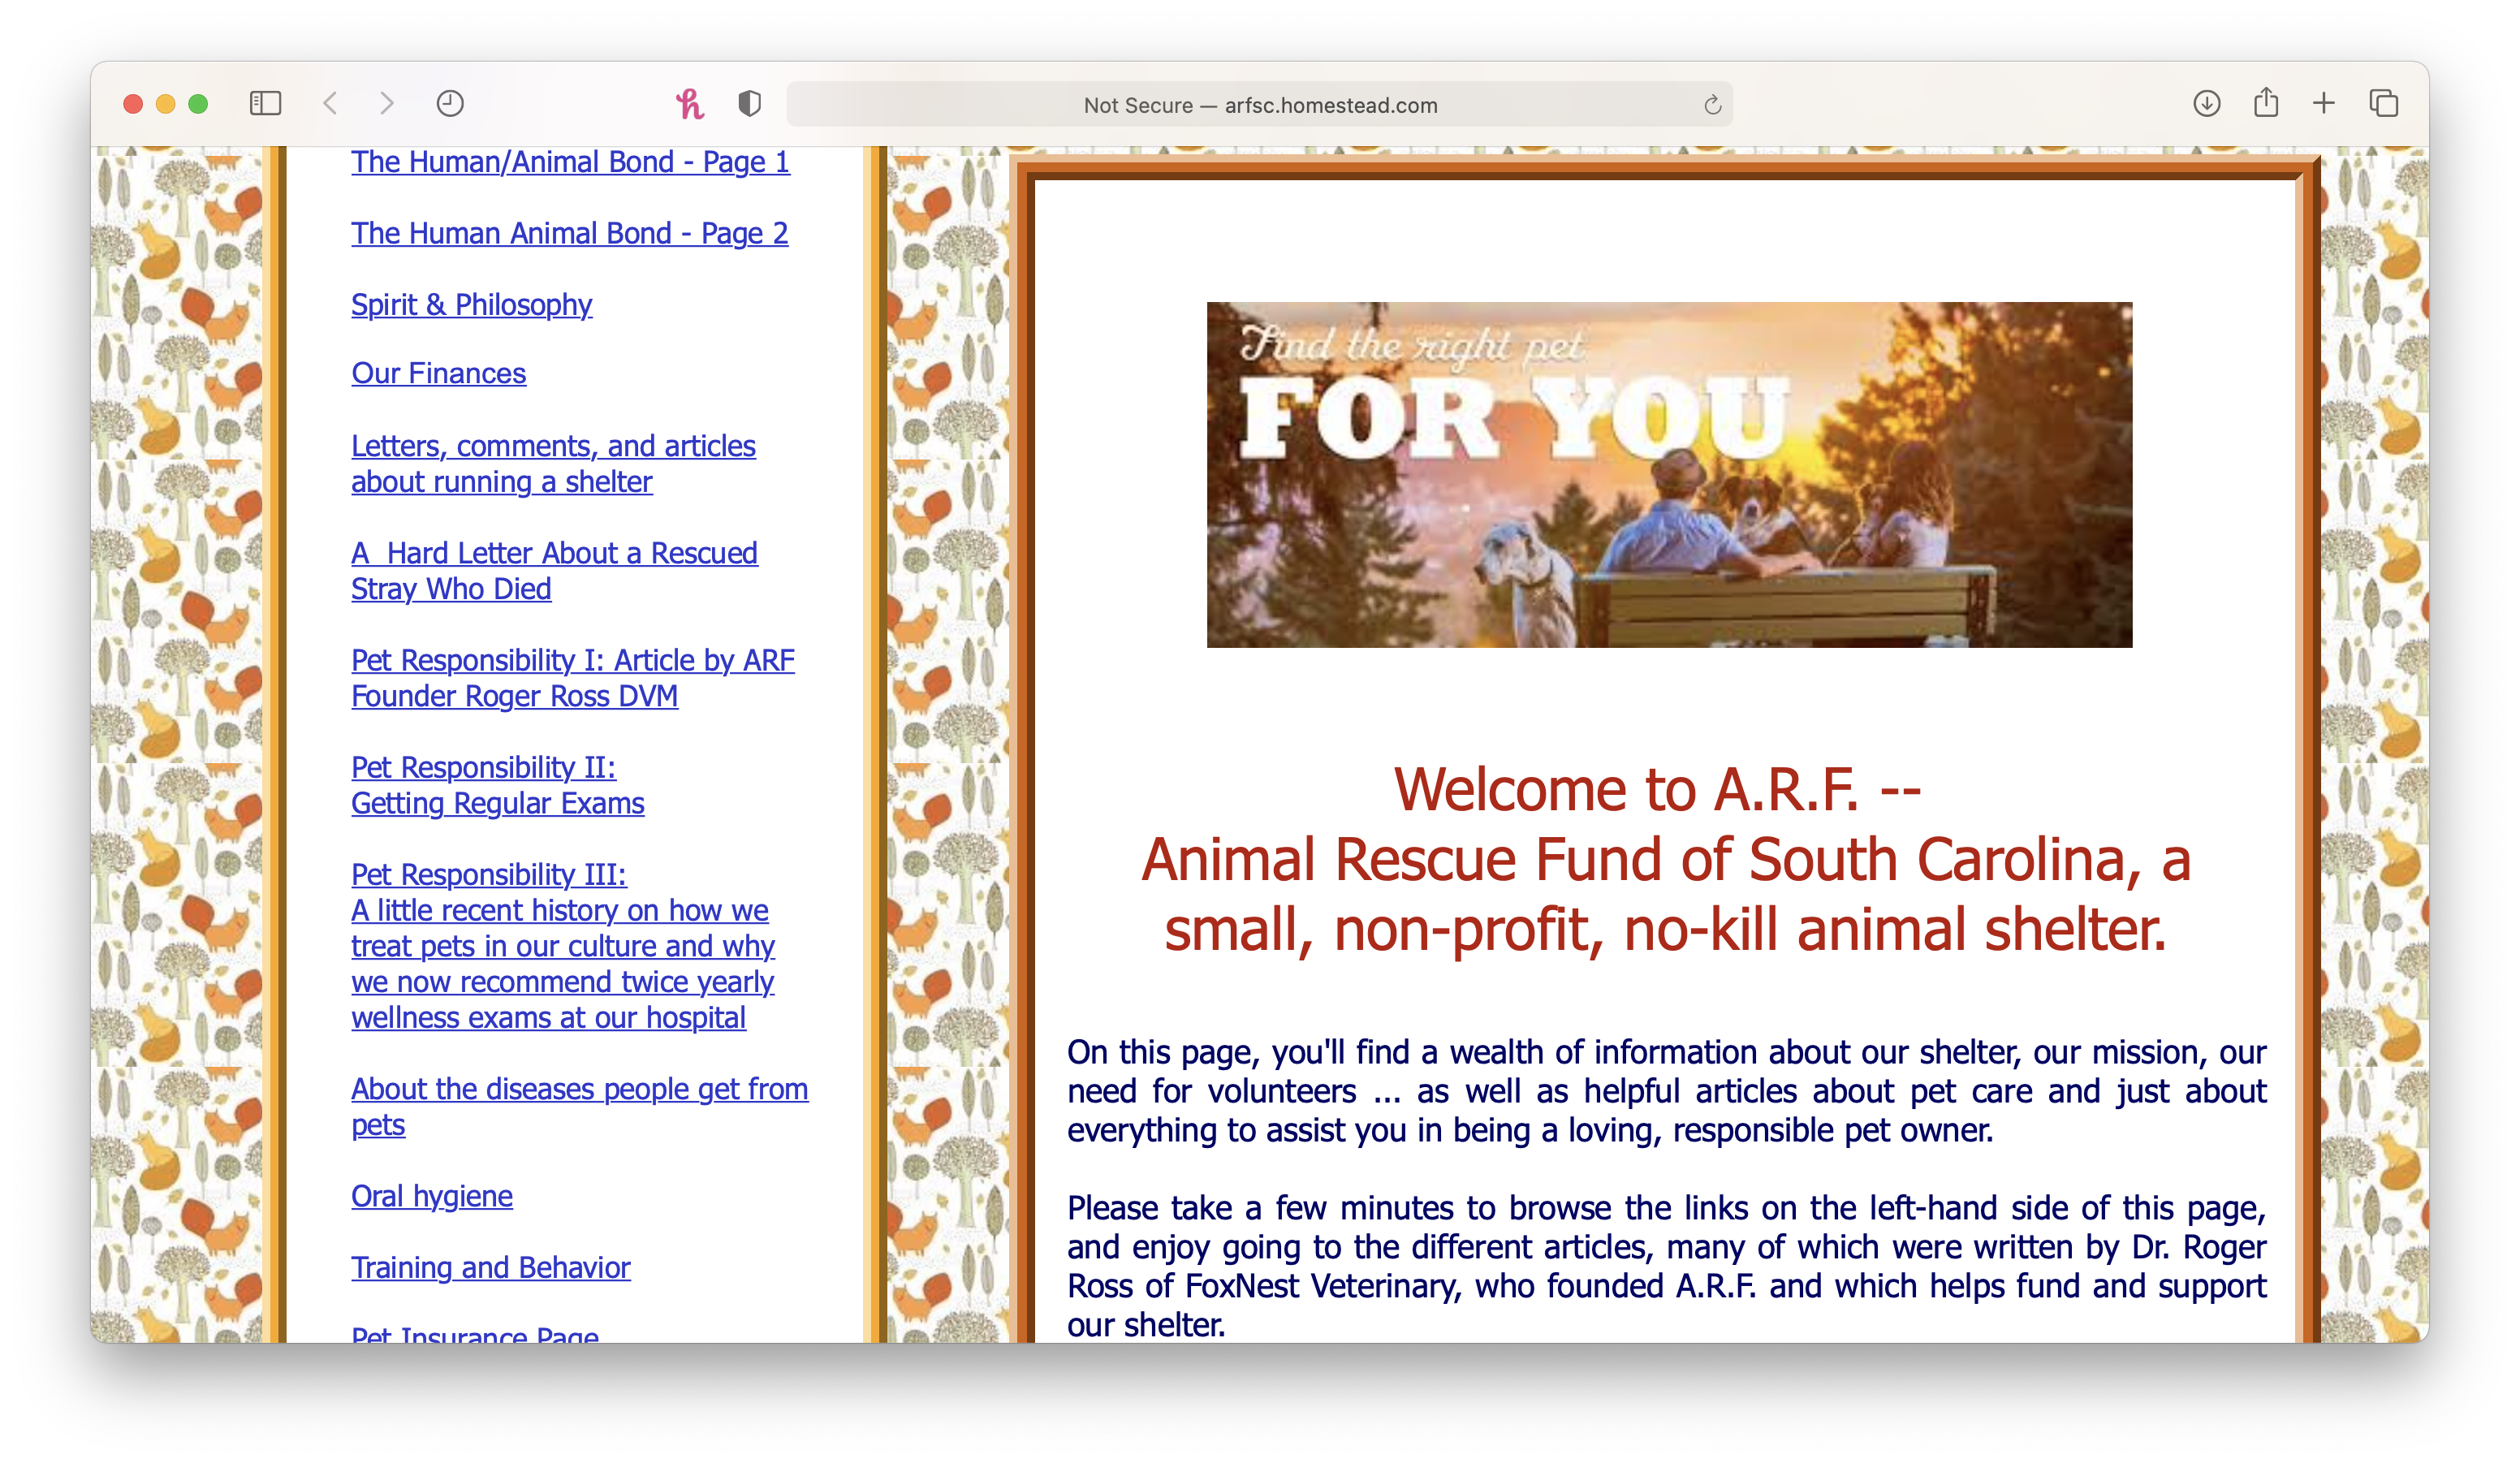 Not Secure — arfsc.homestead.com
The Human/Animal Bond - Page 1
The Human Animal Bond - Page 2
Spirit & Philosophy
Our Finances
Letters, comments, and articles
about running a shelter
A  Hard Letter About a Rescued
Stray Who Died
Pet Responsibility I: Article by ARF
Founder Roger Ross DVM
Pet Responsibility II:
Getting Regular Exams
Pet Responsibility III:
A little recent history on how we
treat pets in our culture and why
we now recommend twice yearly
wellness exams at our hospital
About the diseases people get from
pets
Oral hygiene
Training and Behavior
Pet Insurance Page
Find the right pet
FOR YOU
Welcome to A.R.F. --
Animal Rescue Fund of South Carolina, a
small, non-profit, no-kill animal shelter.
On this page, you'll find a wealth of information about our shelter, our mission, our
need for volunteers ... as well as helpful articles about pet care and just about
everything to assist you in being a loving, responsible pet owner.
Please take a few minutes to browse the links on the left-hand side of this page,
and enjoy going to the different articles, many of which were written by Dr. Roger
Ross of FoxNest Veterinary, who founded A.R.F. and which helps fund and support
our shelter.